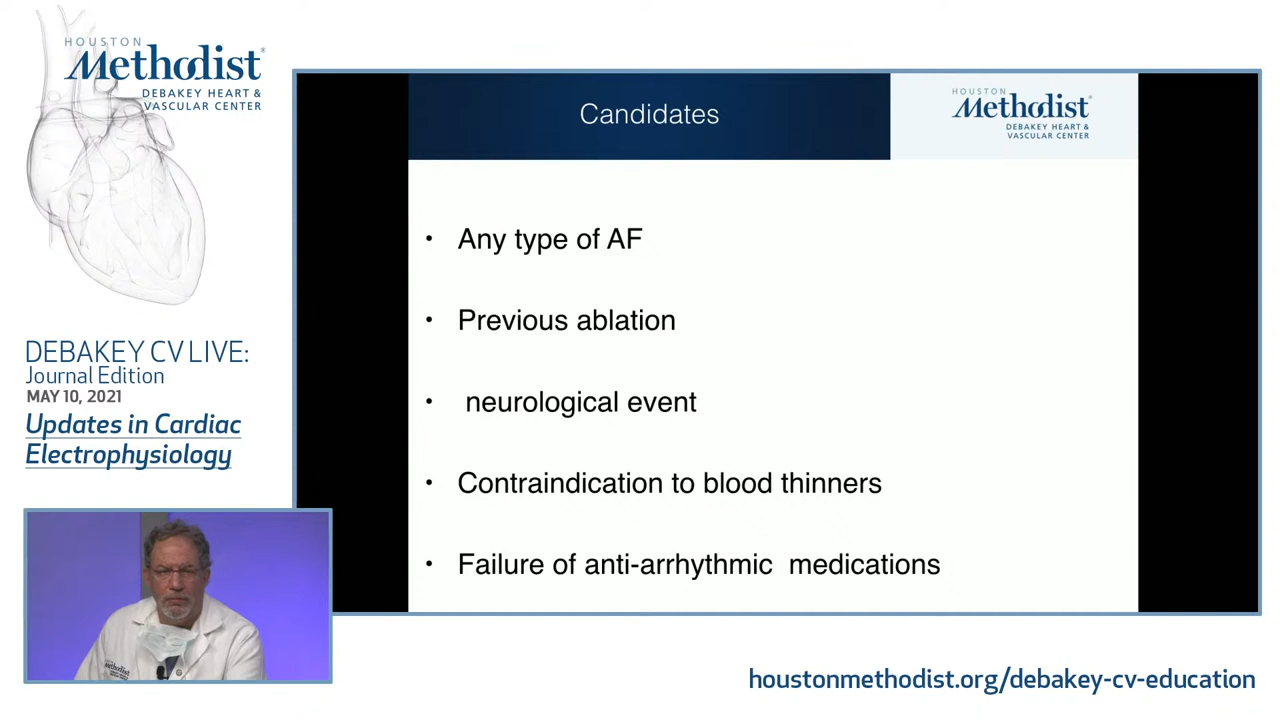 HOUSTON
Methodist®
DEBAKEY HEART &
VASCULAR CENTER
DEBAKEY CV LIVE:
Journal Edition
MAY 10, 2021
Updates in Cardiac
Electrophysiology
Candidates
HOUSTON
Methodist®
DEBAKEY HEART &
VASCULAR CENTER
• Any type of AF
• Previous ablation
• neurological event
• Contraindication to blood thinners
• Failure of anti-arrhythmic medications
HOUSTON
Methodist
houstonmethodist.org/debakey-cv-education